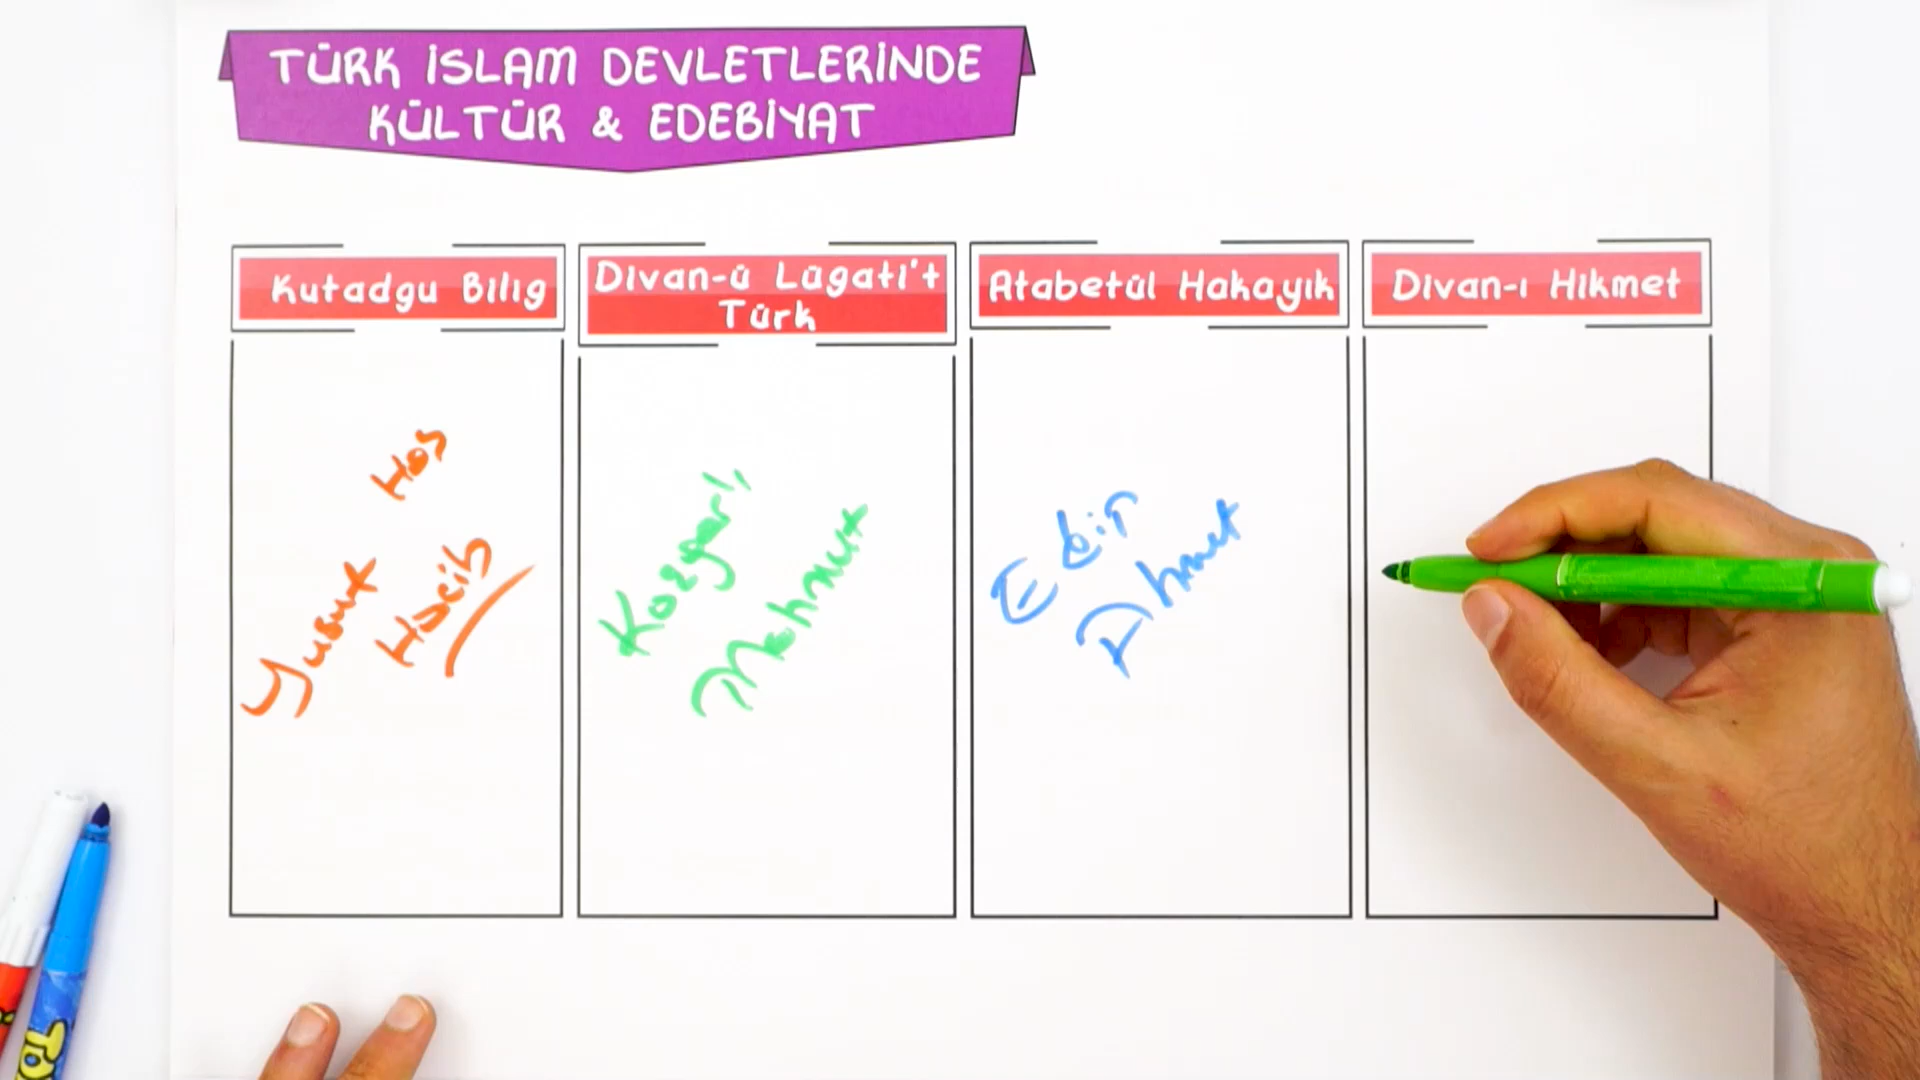 TÜRK İSLAM DEVLETLERİNDE
KÜLTÜR & EDEBİYAT
Kutadgu Bilig
Divan-ü Lügati't
Türk
Atabetül Hakayık
Divan-ı Hikmet
Yusuf
Has
Hacib
Kaşgarlı
Mahmut
Edip
Ahmet